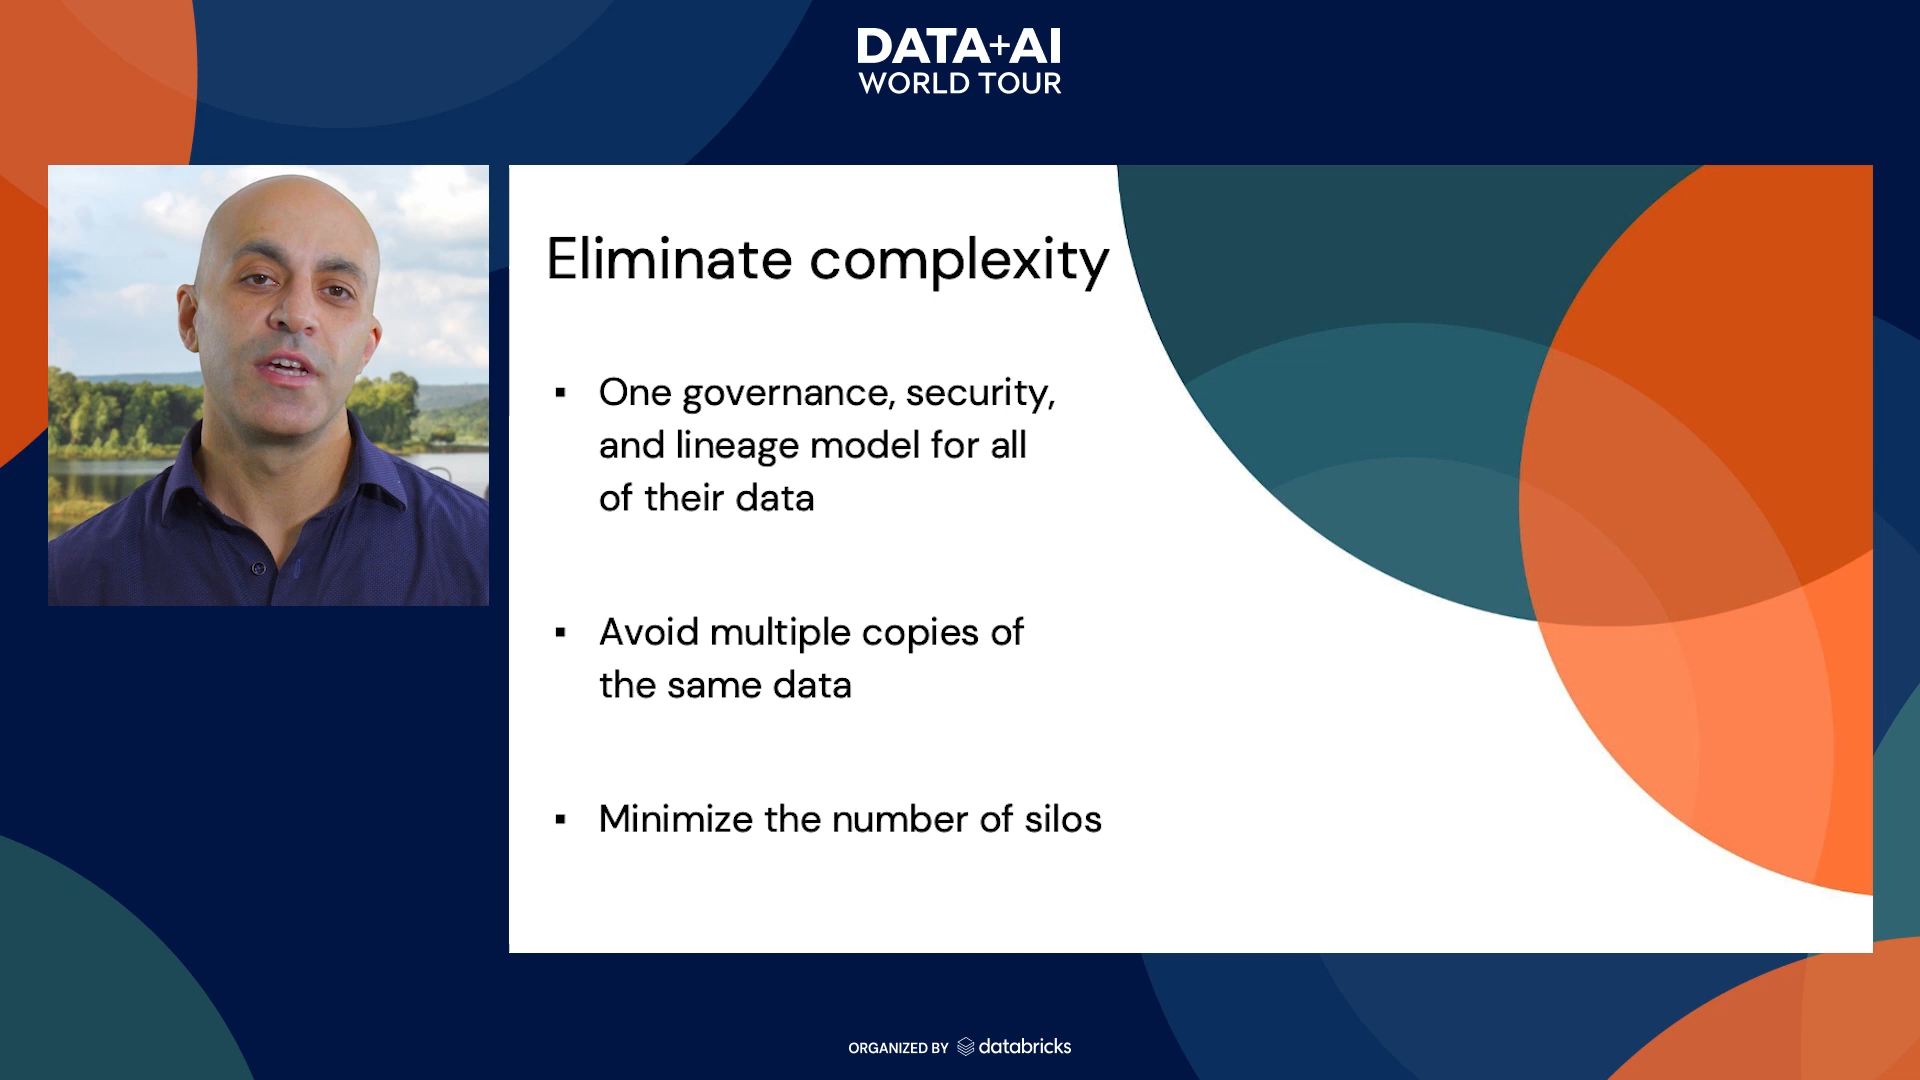 DATA+AI
WORLD TOUR
Eliminate complexity
▪ One governance, security,
and lineage model for all
of their data
▪ Avoid multiple copies of
the same data
▪ Minimize the number of silos
ORGANIZED BY databricks